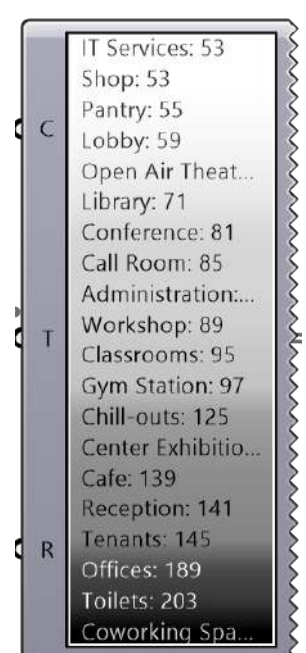 IT Services: 53
Shop: 53
Pantry: 55
Lobby: 59
Open Air Theat...
Library: 71
Conference: 81
Call Room: 85
Administration:...
Workshop: 89
Classrooms: 95
Gym Station: 97
Chill-outs: 125
Center Exhibitio...
Cafe: 139
Reception: 141
Tenants: 145
Offices: 189
Toilets: 203
Coworking Spa...
C
T
R